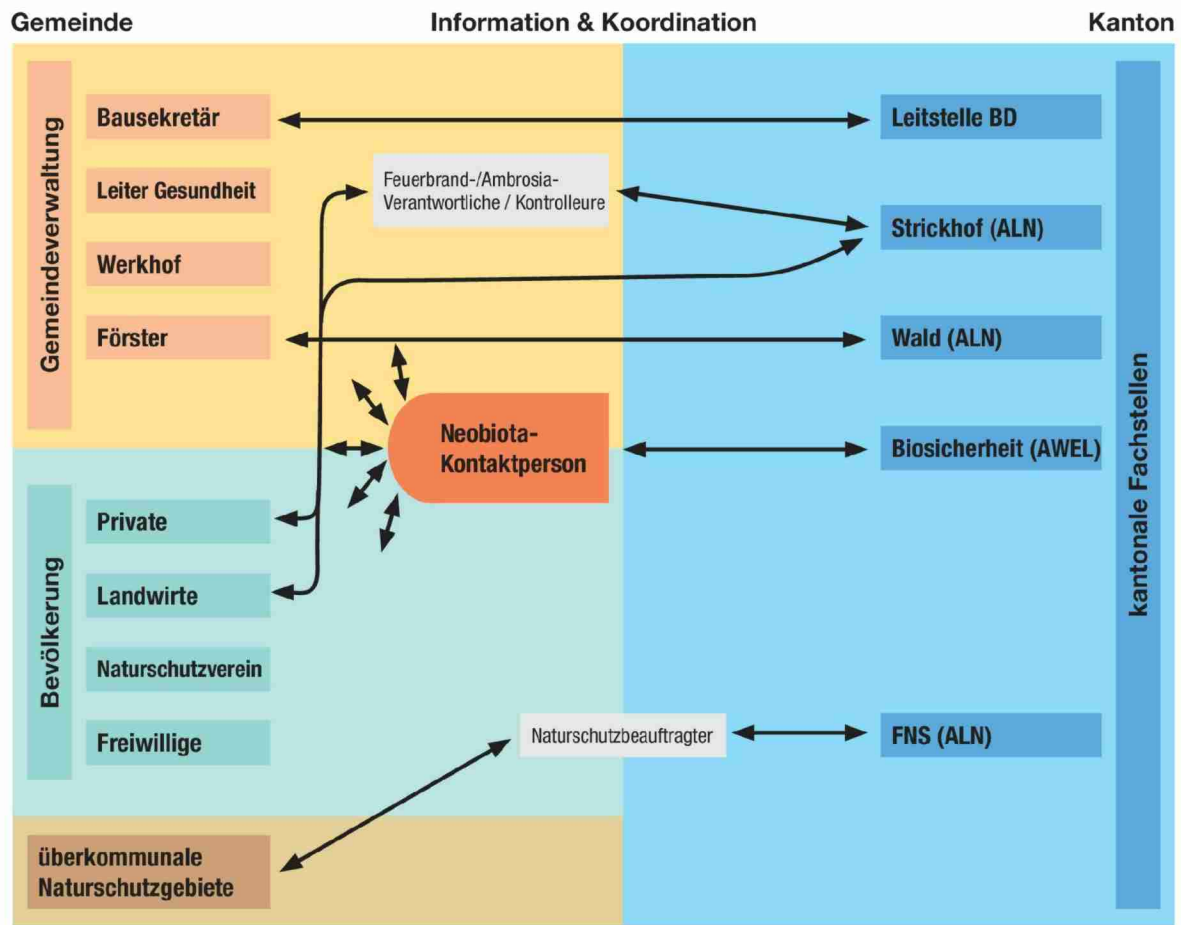 Gemeinde
Information & Koordination
Kanton
Gemeindeverwaltung
Bausekretär
Leiter Gesundheit
Werkhof
Förster
Feuerbrand-/Ambrosia-
Verantwortliche / Kontrolleure
Neobiota-
Kontaktperson
Bevölkerung
Private
Landwirte
Naturschutzverein
Freiwillige
Naturschutzbeauftragter
überkommunale
Naturschutzgebiete
Leitstelle BD
Strickhof (ALN)
Wald (ALN)
Biosicherheit (AWEL)
FNS (ALN)
kantonale Fachstellen